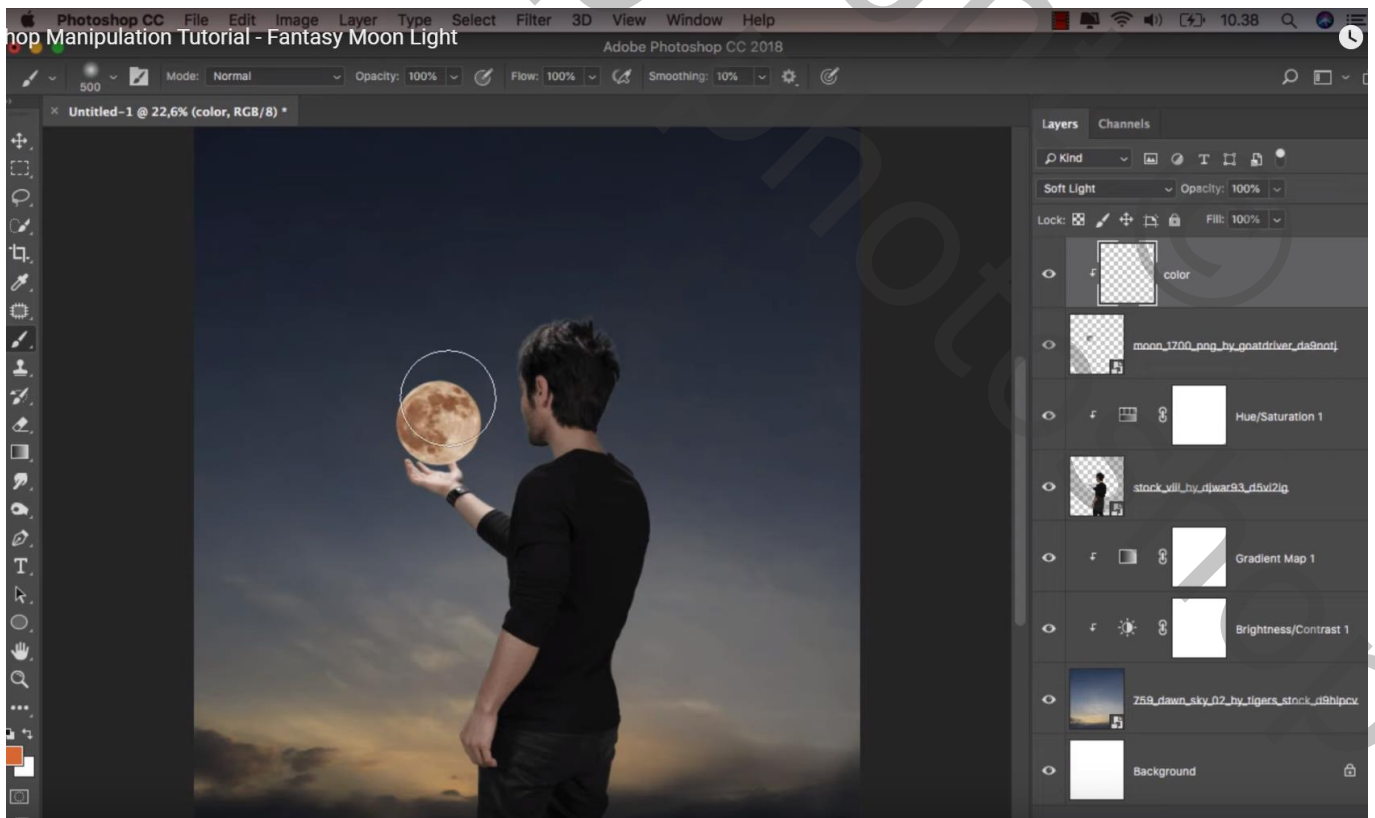 Photoshop CC File Edit Image Layer Type Select Filter 3D View Window Help 10.38
hop Manipulation Tutorial - Fantasy Moon Light
Adobe Photoshop CC 2018
500 Mode: Normal Opacity: 100% Flow: 100% Smoothing: 10%
× Untitled-1 @ 22,6% (color, RGB/8) *
Layers Channels
Kind
Soft Light Opacity: 100%
Lock: Fill: 100%
color
moon_1700_png_by_goatdriver_da9notj
Hue/Saturation 1
stock_viii_by_djwar93_d5vi2ig
Gradient Map 1
Brightness/Contrast 1
759_dawn_sky_02_by_tigers_stock_d9hlpcv
Background